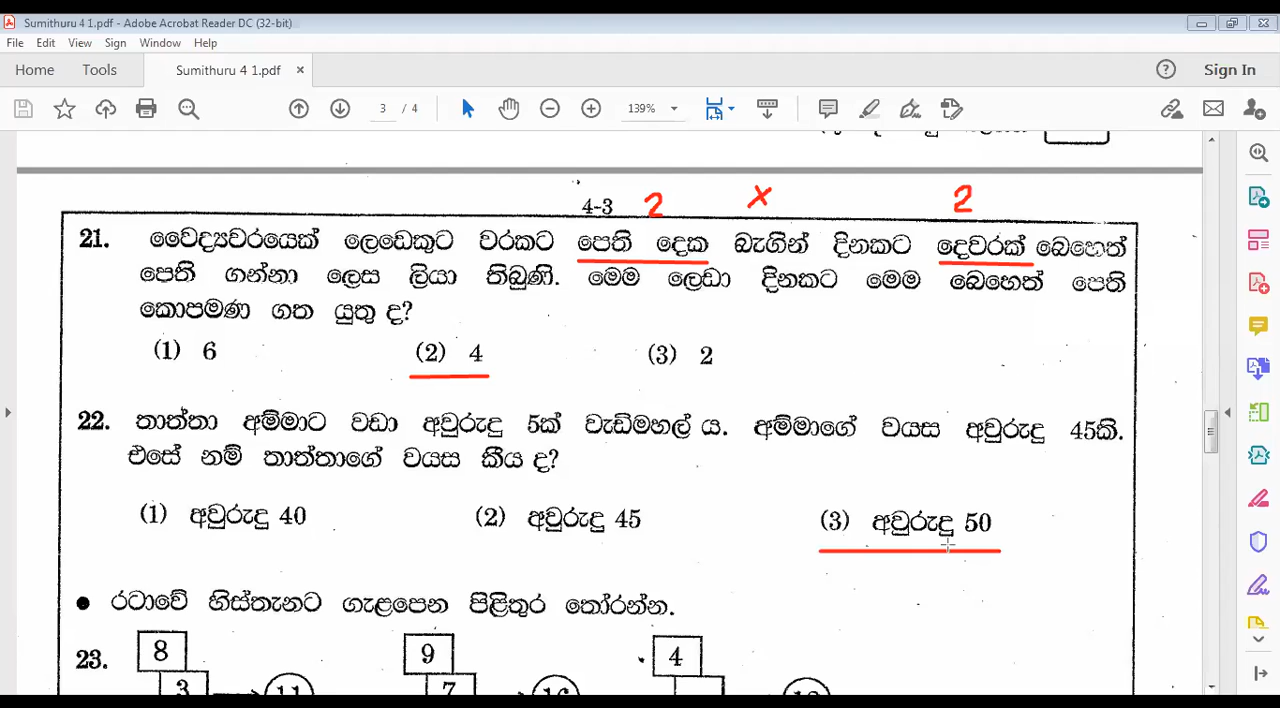 Sumithuru 4 1.pdf - Adobe Acrobat Reader DC (32-bit)
File Edit View Sign Window Help
Home Tools Sumithuru 4 1.pdf × Sign In
3 / 4 139%
4-3 2 × 2
21. වෛද්‍යවරයෙක් ලෙඩෙකුට වරකට පෙති දෙක බැගින් දිනකට දෙවරක් බෙහෙත්
පෙති ගන්නා ලෙස ලියා තිබුණි. මෙම ලෙඩා දිනකට මෙම බෙහෙත් පෙති
කොපමණ ගත යුතු ද?
(1) 6 (2) 4 (3) 2
22. තාත්තා අම්මාට වඩා අවුරුදු 5ක් වැඩිමහල් ය. අම්මාගේ වයස අවුරුදු 45කි.
එසේ නම් තාත්තාගේ වයස කීය ද?
(1) අවුරුදු 40 (2) අවුරුදු 45 (3) අවුරුදු 50
● රටාවේ හිස්තැනට ගැළපෙන පිළිතුර තෝරන්න.
23. 8 9 4
3 11 7 16